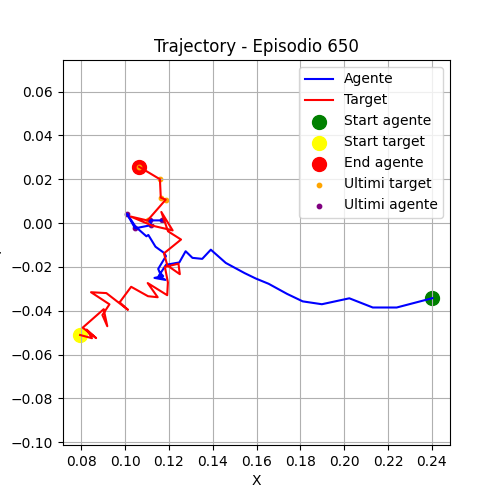 Trajectory - Episodio 650
Agente
Target
Start agente
Start target
End agente
Ultimi target
Ultimi agente
0.06
0.04
0.02
0.00
−0.02
−0.04
−0.06
−0.08
−0.10
0.08 0.10 0.12 0.14 0.16 0.18 0.20 0.22 0.24
X